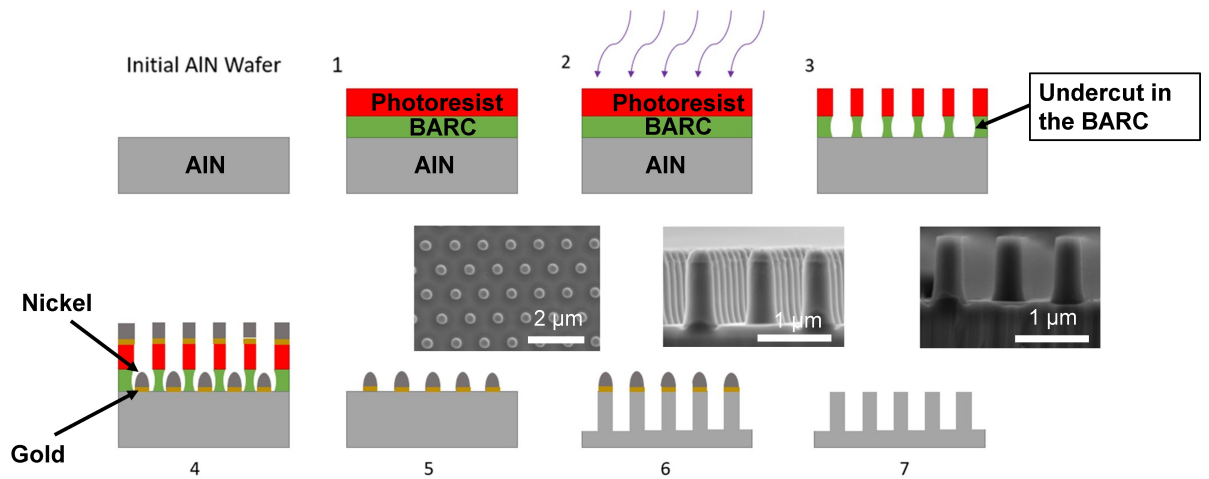 Initial AlN Wafer
1
2
3
Photoresist
BARC
AlN
AlN
Photoresist
BARC
AlN
Undercut in
the BARC
2 µm
1 µm
1 µm
Nickel
Gold
4
5
6
7